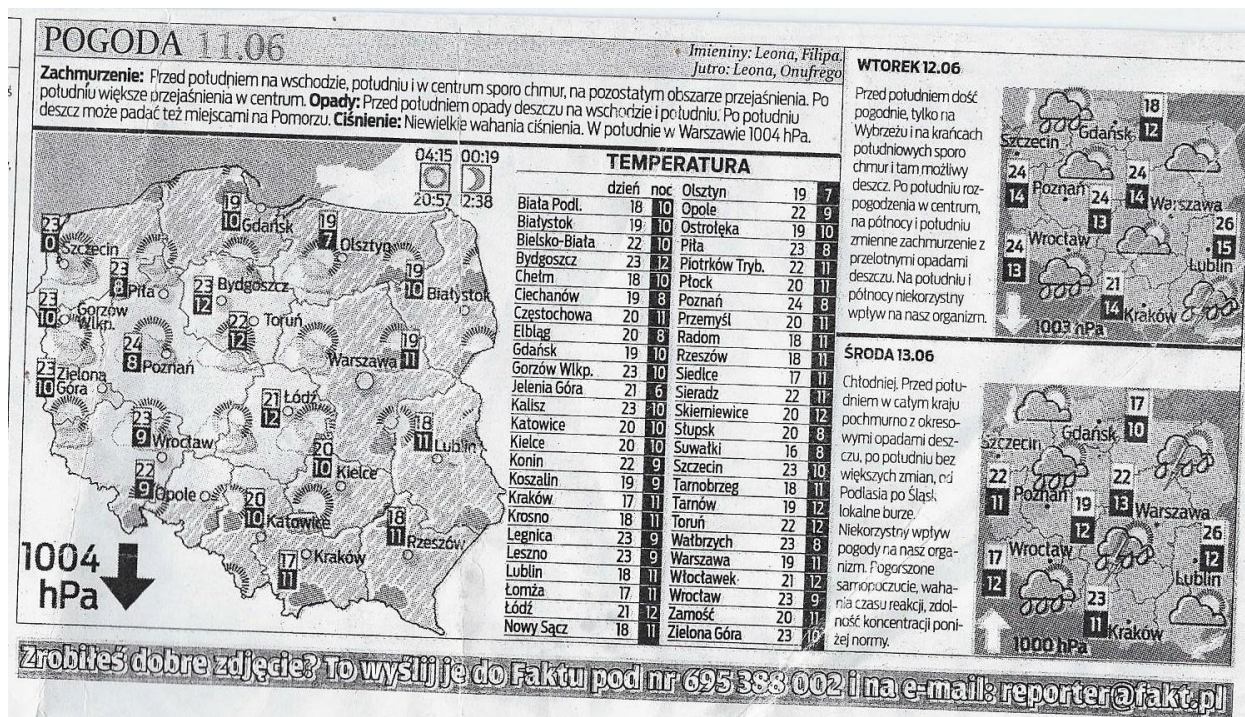 POGODA 11.06
Imieniny: Leona, Filipa.
Jutro: Leona, Onufrego
Zachmurzenie: Przed południem na wschodzie, południu i w centrum sporo chmur, na pozostałym obszarze przejaśnienia. Po
południu większe przejaśnienia w centrum. Opady: Przed południem opady deszczu na wschodzie i południu. Po południu
deszcz może padać też miejscami na Pomorzu. Ciśnienie: Niewielkie wahania ciśnienia. W południe w Warszawie 1004 hPa.
04:15 00:19
20:57 12:38
19
10 Gdańsk
19
7 Olsztyn
23
0
Szczecin
23
8 Piła
23
12
Bydgoszcz
19
10 Białystok
23
10
Gorzów
Wlkp.
22
12
Toruń
24
8
Poznań
Warszawa
19
11
23
10
Zielona
Góra
21
12
Łódź
23
9
Wrocław
18
11 Lublin
20
10 Kielce
22
9
Opole
20
10 Katowice
18
11
Rzeszów
17
11
Kraków
1004
hPa
TEMPERATURA
dzień noc
Biała Podl. 18 10
Białystok 19 10
Bielsko-Biała 22 10
Bydgoszcz 23 12
Chełm 18 10
Ciechanów 19 8
Częstochowa 20 11
Elbląg 20 8
Gdańsk 19 10
Gorzów Wlkp. 23 10
Jelenia Góra 21 6
Kalisz 23 10
Katowice 20 10
Kielce 20 10
Konin 22 9
Koszalin 19 9
Kraków 17 11
Krosno 18 11
Legnica 23 9
Leszno 23 9
Lublin 18 11
Łomża 17 11
Łódź 21 12
Nowy Sącz 18 11
Olsztyn 19 7
Opole 22 9
Ostrołęka 19 10
Piła 23 8
Piotrków Tryb. 22 11
Płock 20 11
Poznań 24 8
Przemyśl 20 11
Radom 18 11
Rzeszów 18 11
Siedlce 17 11
Sieradz 22 11
Skierniewice 20 12
Słupsk 20 8
Suwałki 16 8
Szczecin 23 10
Tarnobrzeg 18 11
Tarnów 19 12
Toruń 22 12
Wałbrzych 23 8
Warszawa 19 11
Włocławek 21 12
Wrocław 23 9
Zamość 20 11
Zielona Góra 23 10
WTOREK 12.06
Przed południem dość
pogodnie, tylko na
Wybrzeżu i na krańcach
południowych sporo
chmur i tam możliwy
deszcz. Po południu roz-
pogodzenia w centrum,
na północy i południu
zmienne zachmurzenie z
przelotnymi opadami
deszczu. Na południu i
północy niekorzystny
wpływ na nasz organizm.
18
12
Gdańsk
Szczecin
24
14
Poznań
24
13
24
14
Warszawa
24
13
Wrocław
26
15
Lublin
21
14
Kraków
1003 hPa
ŚRODA 13.06
Chłodniej. Przed połu-
dniem w całym kraju
pochmurno z okreso-
wymi opadami desz-
czu, po południu bez
większych zmian, od
Podlasia po Śląsk
lokalne burze.
Niekorzystny wpływ
pogody na nasz orga-
nizm. Pogorszone
samopoczucie, waha-
nia czasu reakcji, zdol-
ność koncentracji poni-
żej normy.
17
10
Gdańsk
Szczecin
22
11
Poznań
19
12
22
13
Warszawa
17
12
Wrocław
26
12
Lublin
23
11
Kraków
1000 hPa
Zrobiłeś dobre zdjęcie? To wyślij je do Faktu pod nr 695 388 002 i na e-mail: reporter@fakt.pl